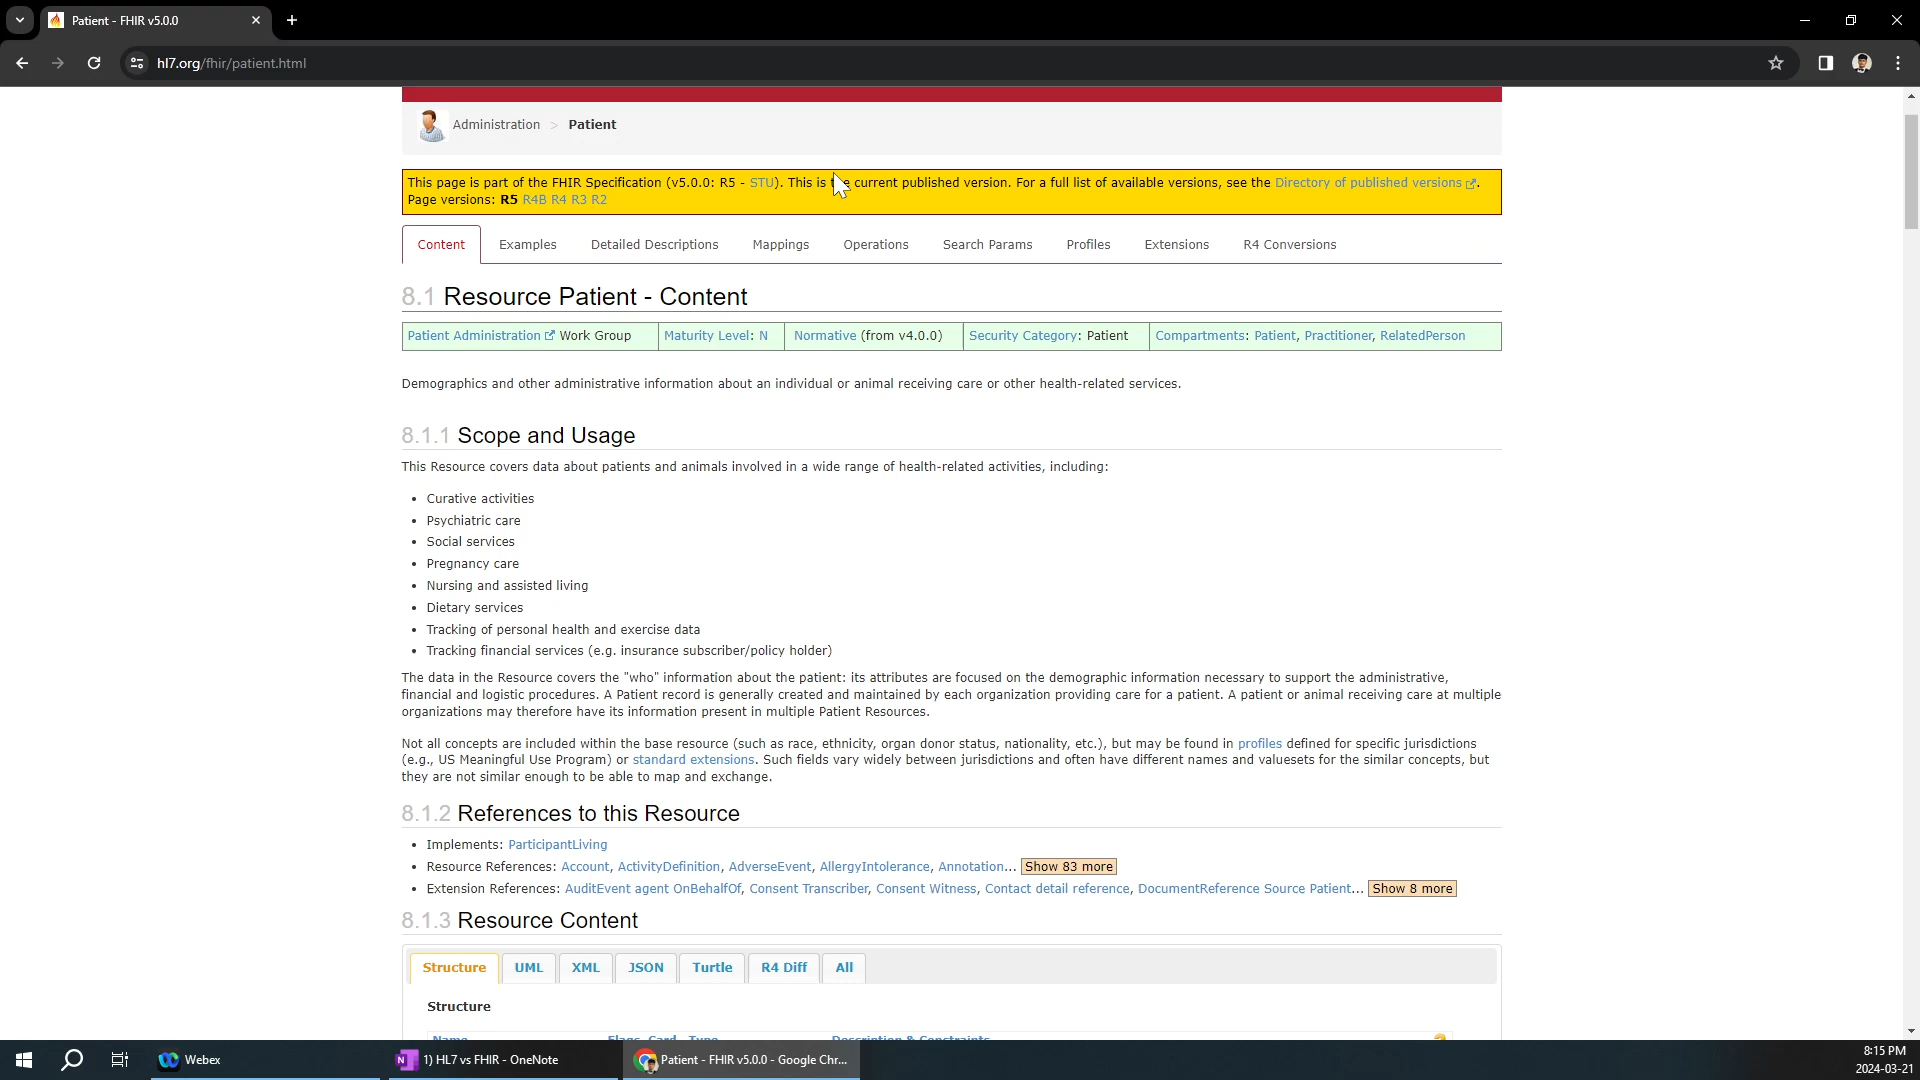 Patient - FHIR v5.0.0
hl7.org/fhir/patient.html
Administration > Patient
This page is part of the FHIR Specification (v5.0.0: R5 - STU). This is the current published version. For a full list of available versions, see the Directory of published versions.
Page versions: R5 R4B R4 R3 R2
Content Examples Detailed Descriptions Mappings Operations Search Params Profiles Extensions R4 Conversions
8.1 Resource Patient - Content
Patient Administration Work Group Maturity Level: N Normative (from v4.0.0) Security Category: Patient Compartments: Patient, Practitioner, RelatedPerson
Demographics and other administrative information about an individual or animal receiving care or other health-related services.
8.1.1 Scope and Usage
This Resource covers data about patients and animals involved in a wide range of health-related activities, including:
• Curative activities
• Psychiatric care
• Social services
• Pregnancy care
• Nursing and assisted living
• Dietary services
• Tracking of personal health and exercise data
• Tracking financial services (e.g. insurance subscriber/policy holder)
The data in the Resource covers the "who" information about the patient: its attributes are focused on the demographic information necessary to support the administrative,
financial and logistic procedures. A Patient record is generally created and maintained by each organization providing care for a patient. A patient or animal receiving care at multiple
organizations may therefore have its information present in multiple Patient Resources.
Not all concepts are included within the base resource (such as race, ethnicity, organ donor status, nationality, etc.), but may be found in profiles defined for specific jurisdictions
(e.g., US Meaningful Use Program) or standard extensions. Such fields vary widely between jurisdictions and often have different names and valuesets for the similar concepts, but
they are not similar enough to be able to map and exchange.
8.1.2 References to this Resource
• Implements: ParticipantLiving
• Resource References: Account, ActivityDefinition, AdverseEvent, AllergyIntolerance, Annotation... Show 83 more
• Extension References: AuditEvent agent OnBehalfOf, Consent Transcriber, Consent Witness, Contact detail reference, DocumentReference Source Patient... Show 8 more
8.1.3 Resource Content
Structure UML XML JSON Turtle R4 Diff All
Structure
Name Flags Card. Type Description & Constraints
Webex 1) HL7 vs FHIR - OneNote Patient - FHIR v5.0.0 - Google Chr...
8:15 PM
2024-03-21